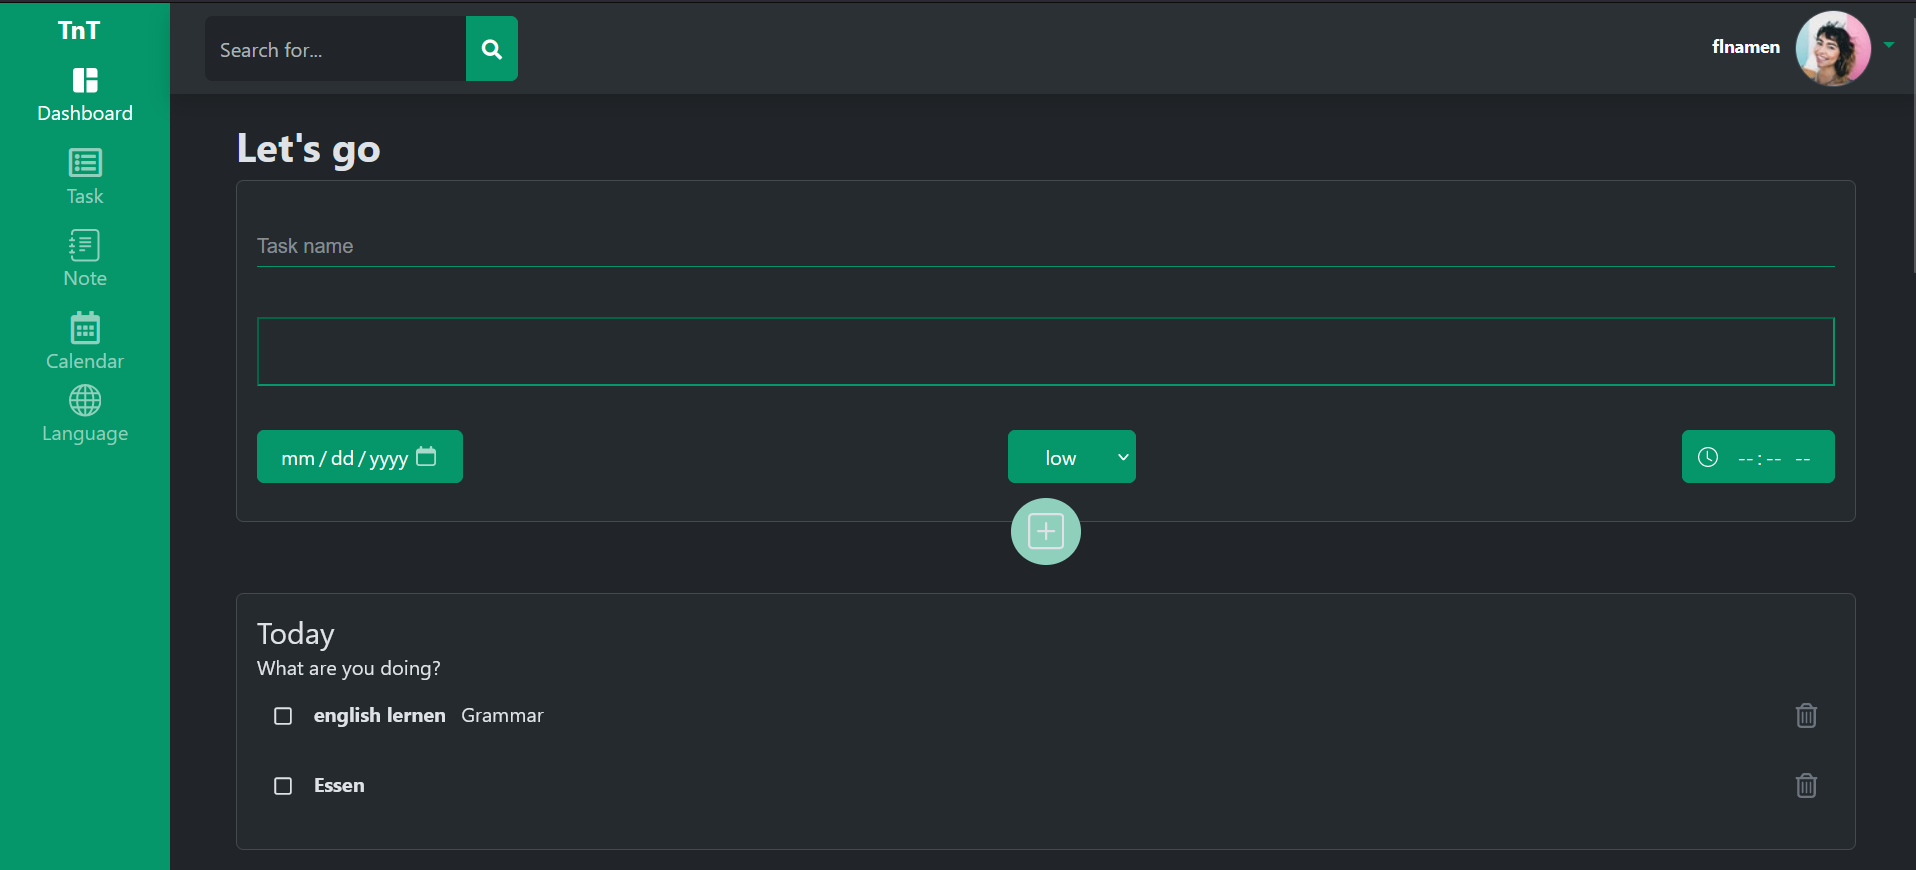 TnT
Dashboard
Task
Note
Calendar
Language
Search for...
flnamen
Let's go
Task name
mm/dd/yyyy
low
--:-- --
Today
What are you doing?
english lernen Grammar
Essen